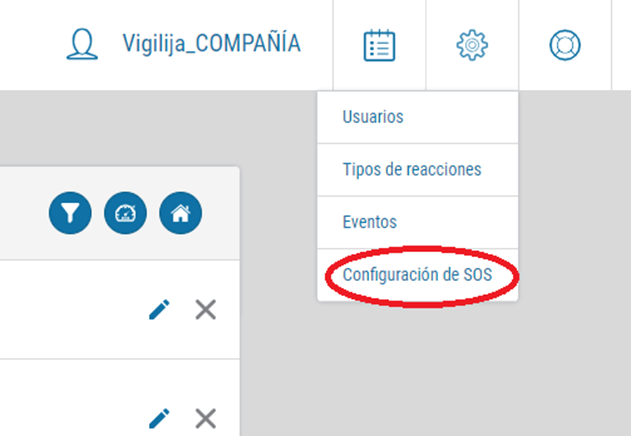 Vigilija_COMPAÑÍA
Usuarios
Tipos de reacciones
Eventos
Configuración de SOS